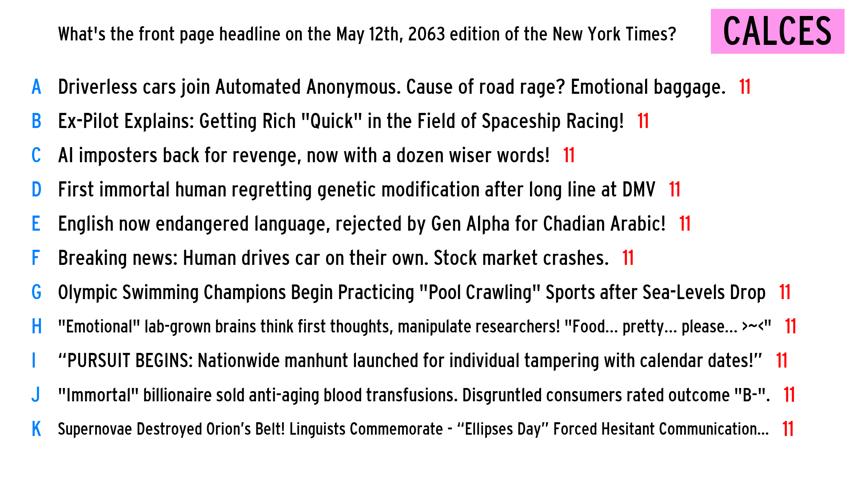 What's the front page headline on the May 12th, 2063 edition of the New York Times?
CALCES
A Driverless cars join Automated Anonymous. Cause of road rage? Emotional baggage. 11
B Ex-Pilot Explains: Getting Rich "Quick" in the Field of Spaceship Racing! 11
C AI imposters back for revenge, now with a dozen wiser words! 11
D First immortal human regretting genetic modification after long line at DMV 11
E English now endangered language, rejected by Gen Alpha for Chadian Arabic! 11
F Breaking news: Human drives car on their own. Stock market crashes. 11
G Olympic Swimming Champions Begin Practicing "Pool Crawling" Sports after Sea-Levels Drop 11
H "Emotional" lab-grown brains think first thoughts, manipulate researchers! "Food... pretty... please... >~<" 11
I “PURSUIT BEGINS: Nationwide manhunt launched for individual tampering with calendar dates!” 11
J "Immortal" billionaire sold anti-aging blood transfusions. Disgruntled consumers rated outcome "B-". 11
K Supernovae Destroyed Orion’s Belt! Linguists Commemorate - “Ellipses Day” Forced Hesitant Communication... 11